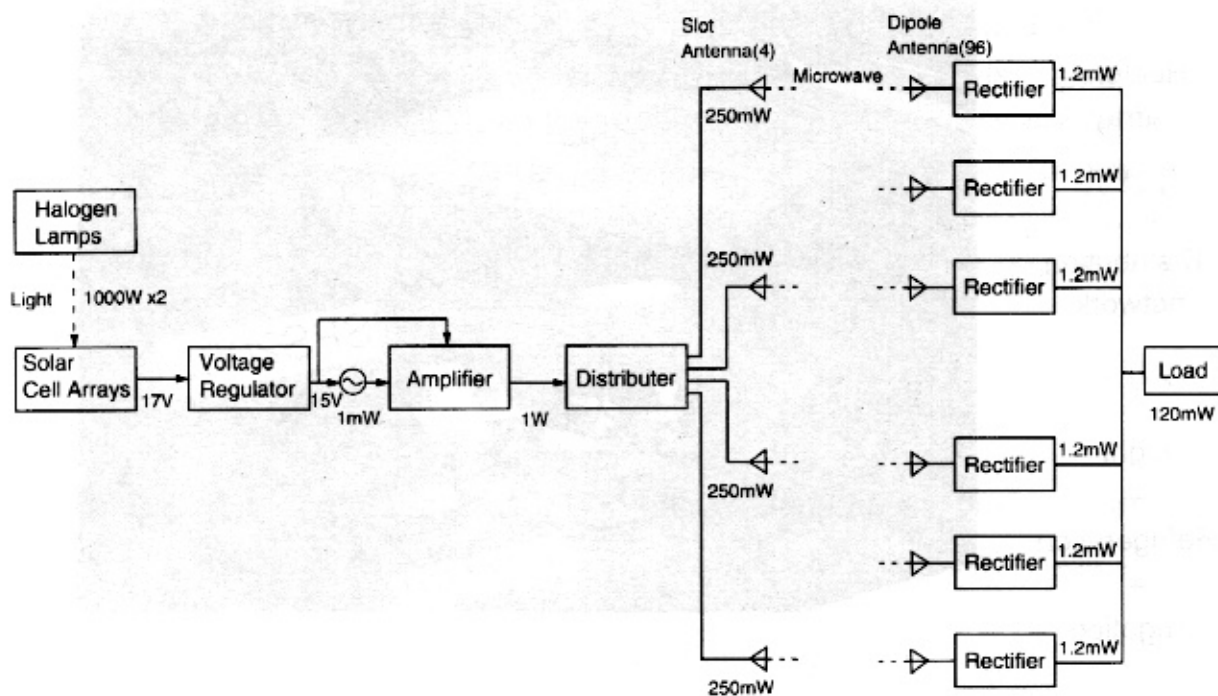 Slot
Antenna(4)
Dipole
Antenna(96)
Microwave
250mW
Rectifier
1.2mW
Rectifier
1.2mW
Halogen
Lamps
250mW
Rectifier
1.2mW
Light
1000W x2
Solar
Cell Arrays
17V
Voltage
Regulator
15V
1mW
Amplifier
1W
Distributer
Load
120mW
250mW
Rectifier
1.2mW
Rectifier
1.2mW
250mW
Rectifier
1.2mW